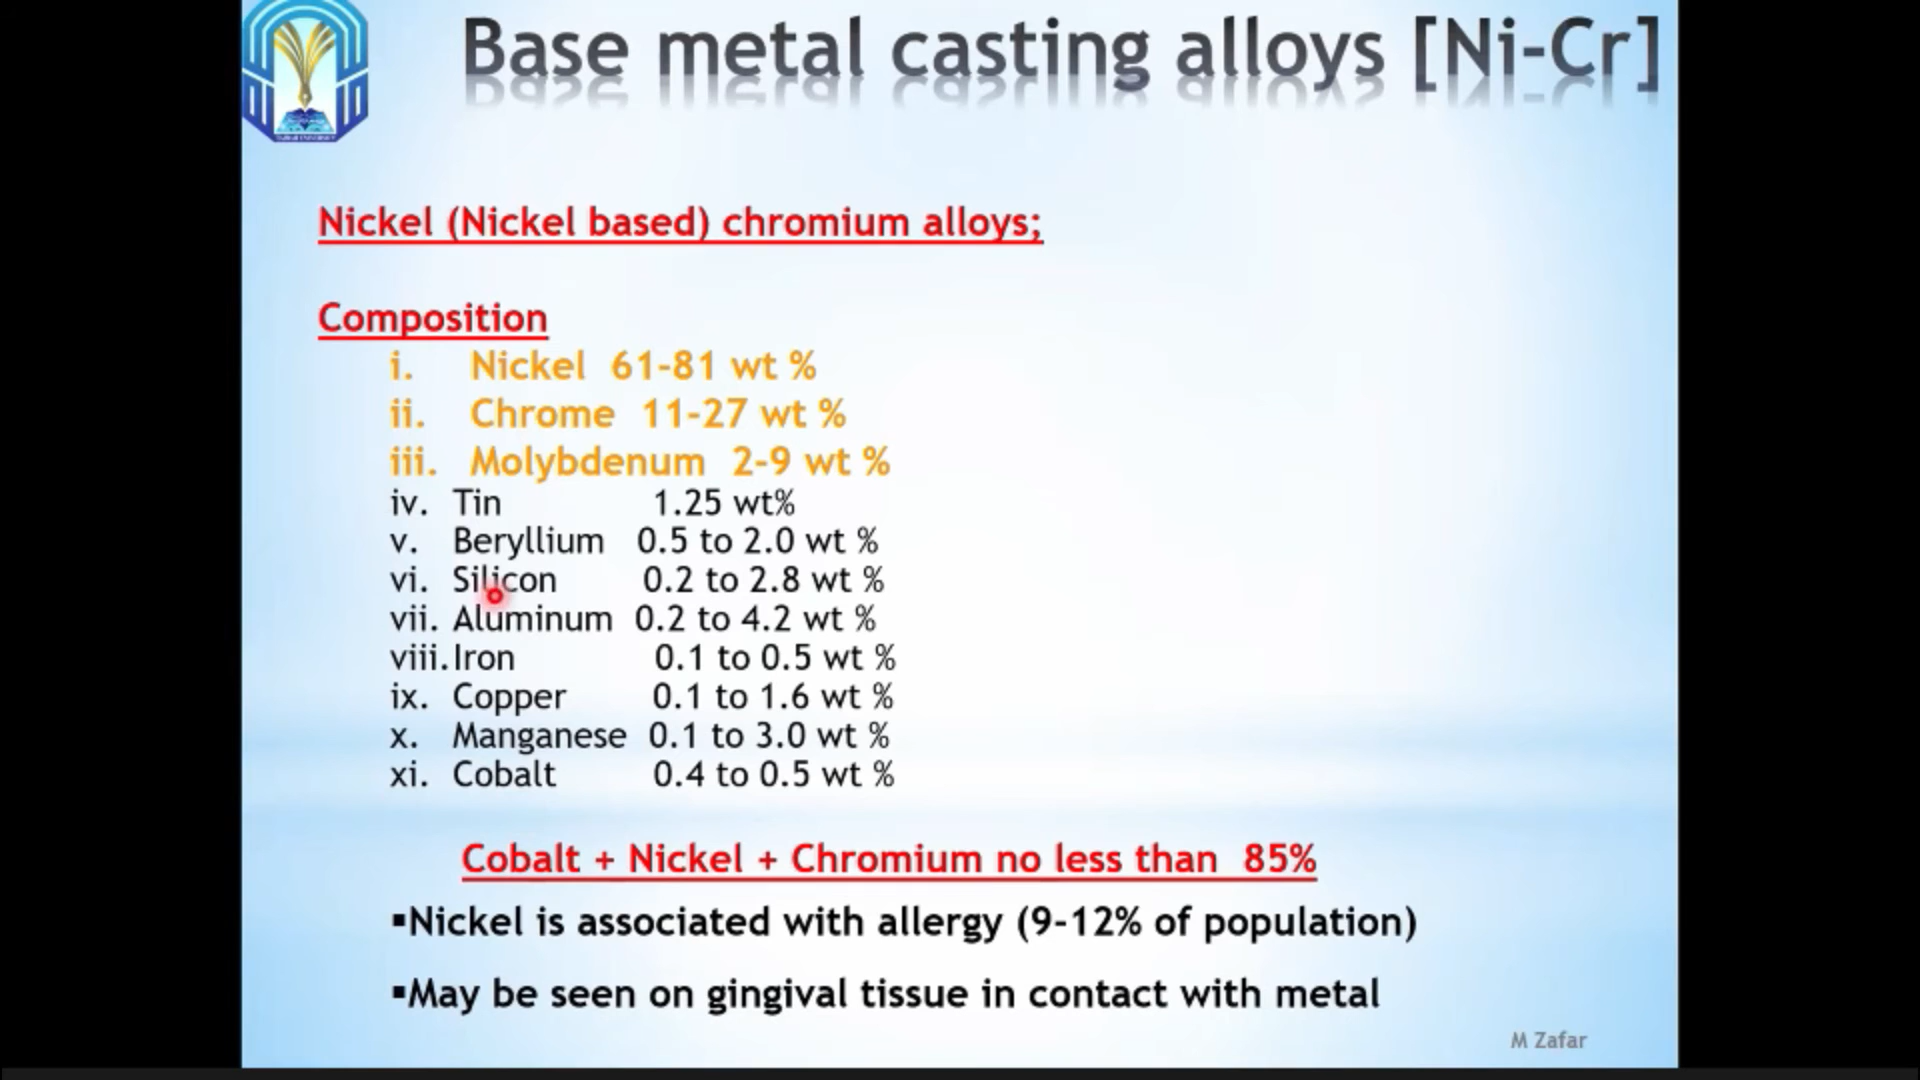 Base metal casting alloys [Ni-Cr]
Nickel (Nickel based) chromium alloys;
Composition
i. Nickel 61-81 wt %
ii. Chrome 11-27 wt %
iii. Molybdenum 2-9 wt %
iv. Tin 1.25 wt%
v. Beryllium 0.5 to 2.0 wt %
vi. Silicon 0.2 to 2.8 wt %
vii. Aluminum 0.2 to 4.2 wt %
viii. Iron 0.1 to 0.5 wt %
ix. Copper 0.1 to 1.6 wt %
x. Manganese 0.1 to 3.0 wt %
xi. Cobalt 0.4 to 0.5 wt %
Cobalt + Nickel + Chromium no less than 85%
▪Nickel is associated with allergy (9-12% of population)
▪May be seen on gingival tissue in contact with metal
M Zafar